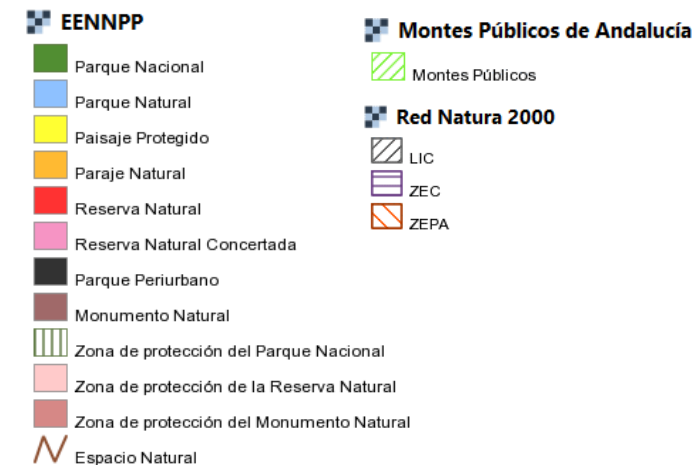 EENNPP
Parque Nacional
Parque Natural
Paisaje Protegido
Paraje Natural
Reserva Natural
Reserva Natural Concertada
Parque Periurbano
Monumento Natural
Zona de protección del Parque Nacional
Zona de protección de la Reserva Natural
Zona de protección del Monumento Natural
Espacio Natural
Montes Públicos de Andalucía
Montes Públicos
Red Natura 2000
LIC
ZEC
ZEPA